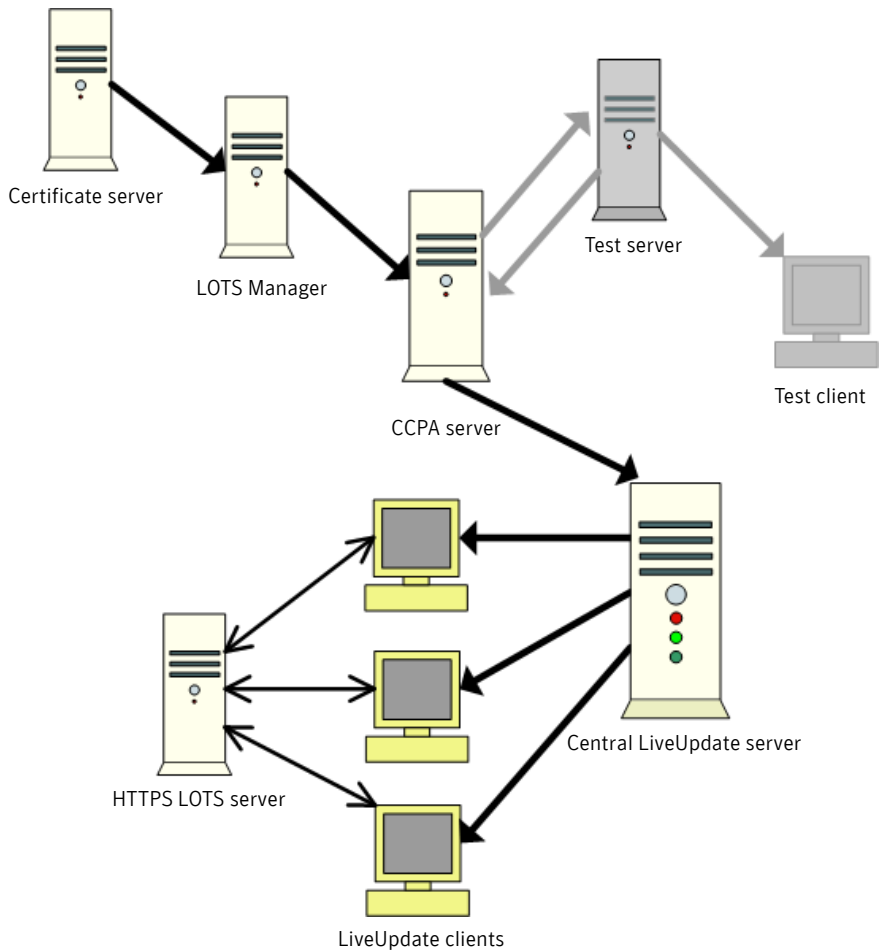 Certificate server
LOTS Manager
Test server
Test client
CCPA server
Central LiveUpdate server
HTTPS LOTS server
LiveUpdate clients